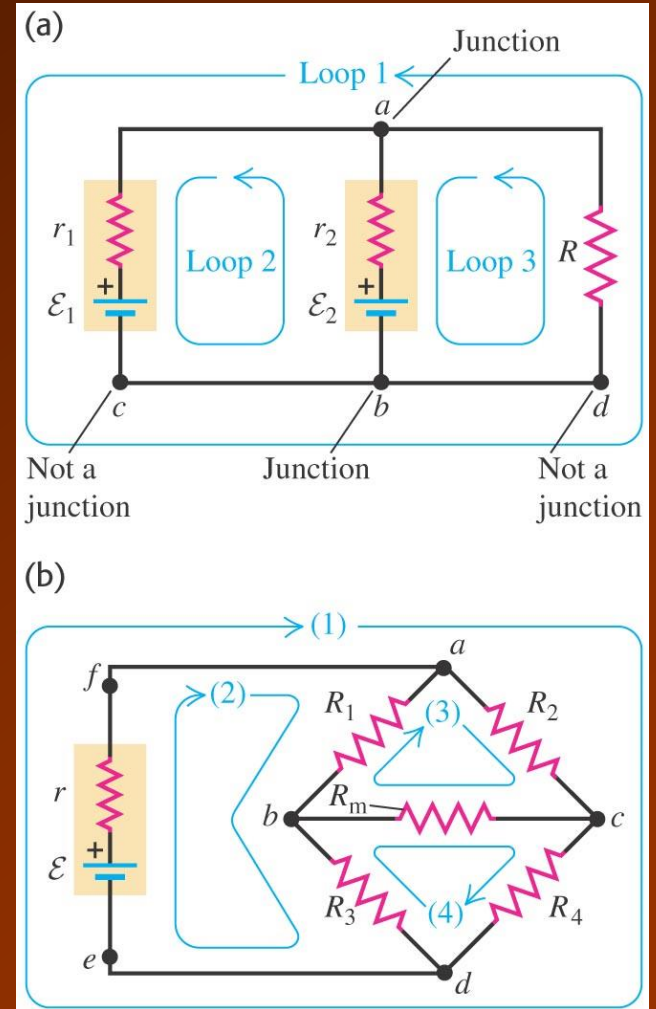 (a)
Junction
Loop 1
a
r₁
Loop 2
r₂
Loop 3
R
+
ℰ₁
+
ℰ₂
c
b
d
Not a
junction
Junction
Not a
junction
(b)
(1)
a
f
(2)
R₁
(3)
R₂
r
Rₘ
b
c
+
ℰ
R₃
(4)
R₄
e
d